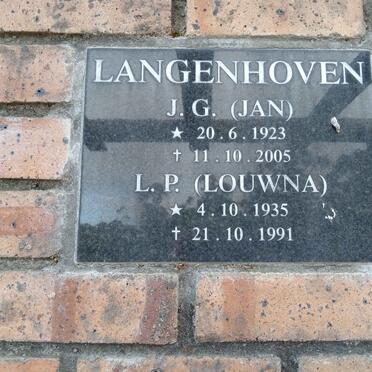 LANGENHOVEN
J. G. (JAN)
★ 20.6.1923
† 11.10.2005
L. P. (LOUWNA)
★ 4.10.1935
† 21.10.1991